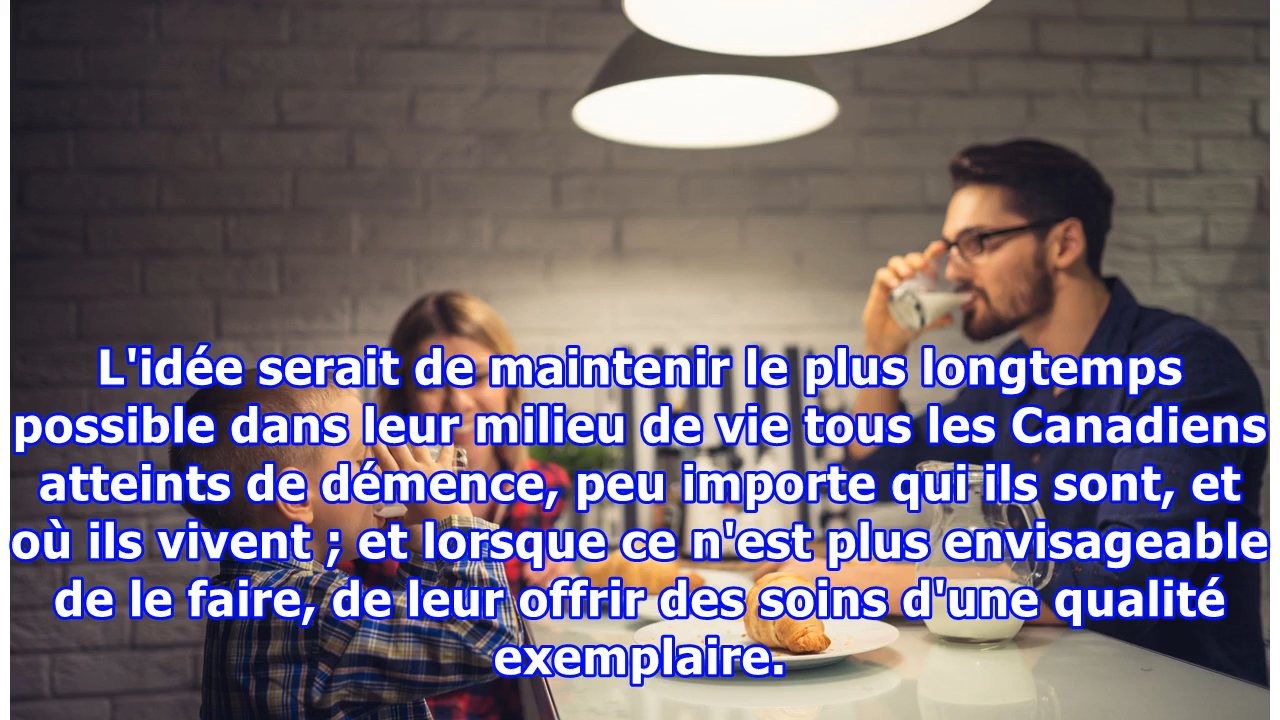 L'idée serait de maintenir le plus longtemps
possible dans leur milieu de vie tous les Canadiens
atteints de démence, peu importe qui ils sont, et
où ils vivent ; et lorsque ce n'est plus envisageable
de le faire, de leur offrir des soins d'une qualité
exemplaire.